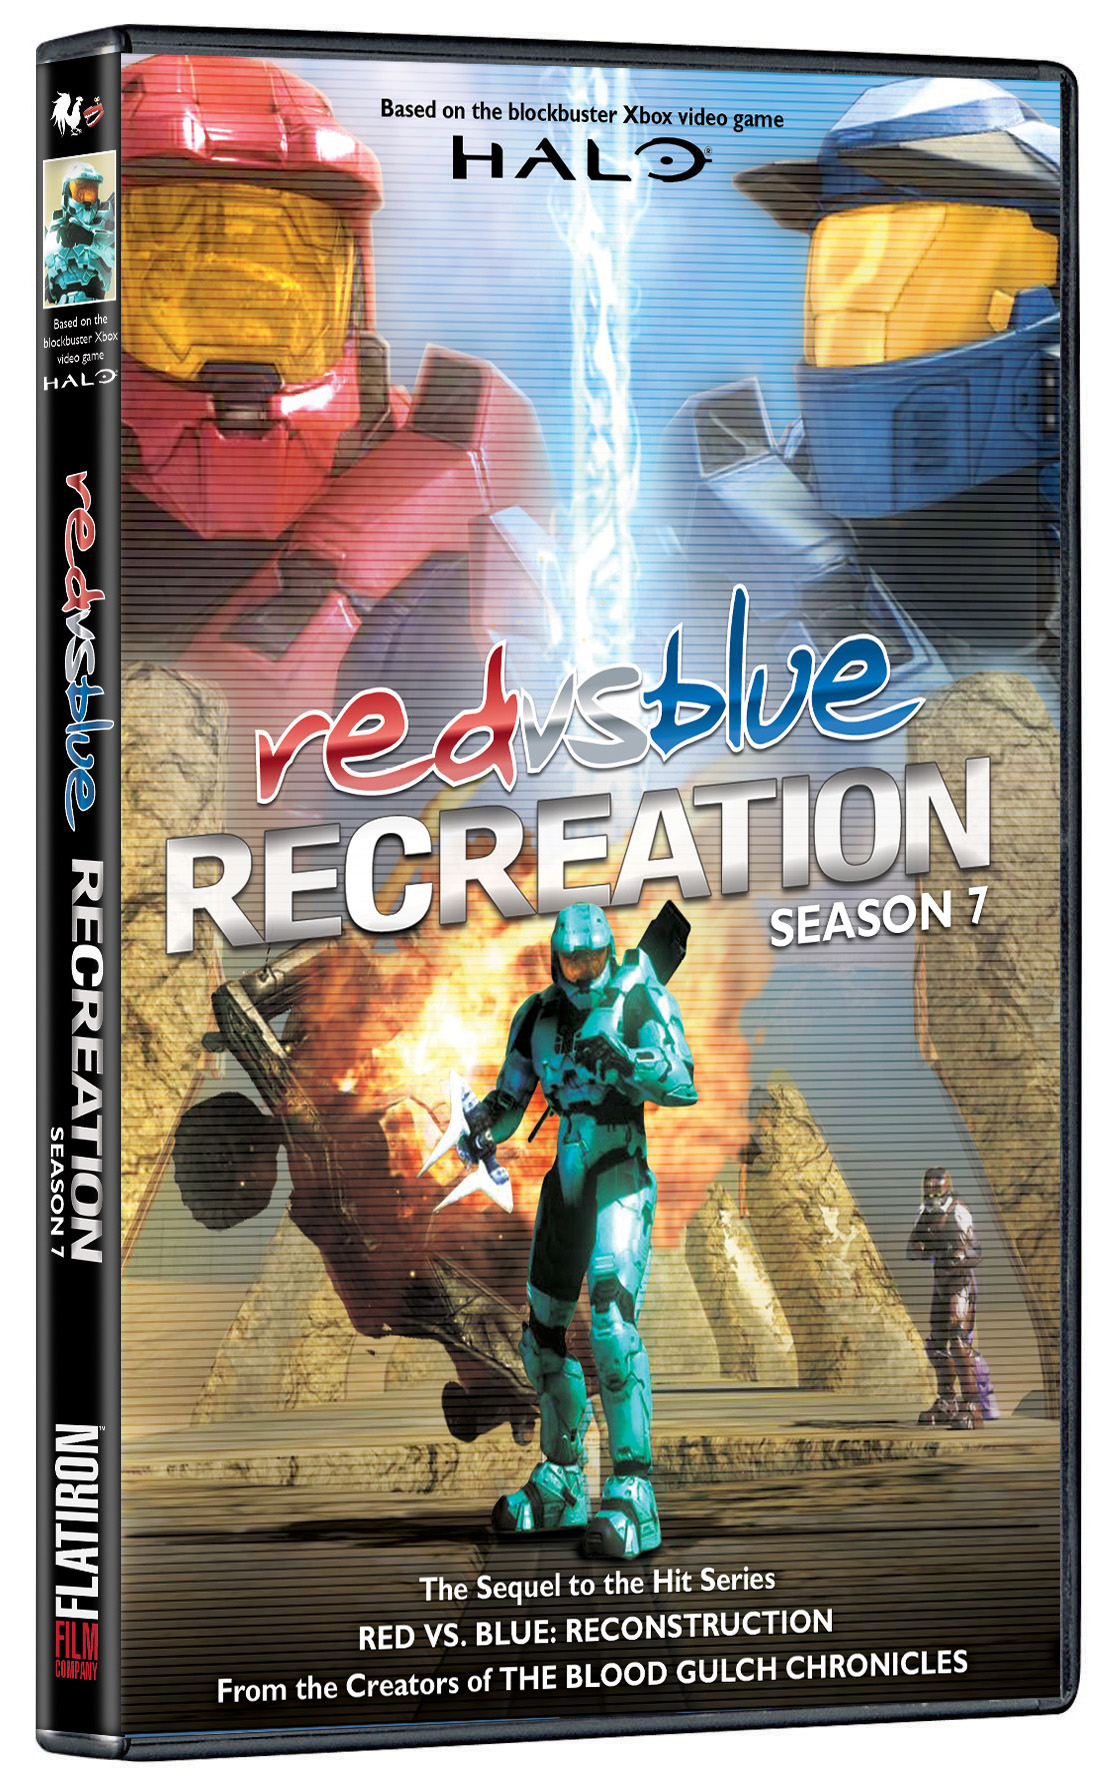 Based on the blockbuster Xbox video game
HALO®
red vs blue
RECREATION
SEASON 7
The Sequel to the Hit Series
RED VS. BLUE: RECONSTRUCTION
From the Creators of THE BLOOD GULCH CHRONICLES
Based on the
blockbuster Xbox
video game
HALO
red vs blue
RECREATION
SEASON 7
FLATIRON™
FILM
COMPANY